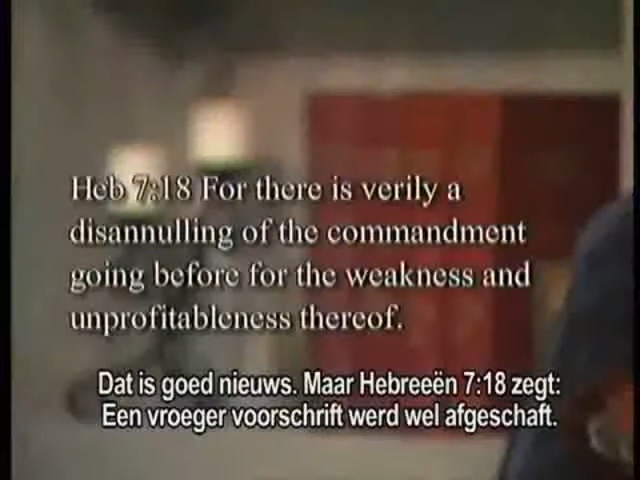 Heb 7:18 For there is verily a
disannulling of the commandment
going before for the weakness and
unprofitableness thereof.
Dat is goed nieuws. Maar Hebreeën 7:18 zegt:
Een vroeger voorschrift werd wel afgeschaft.